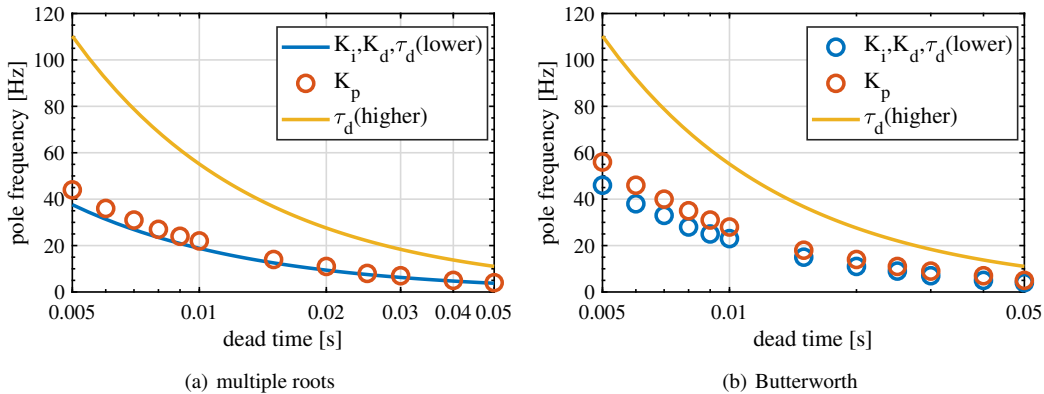 120
100
80
60
40
20
0
pole frequency [Hz]
K_i,K_d,τ_d(lower)
K_p
τ_d(higher)
0.005
0.01
0.02
0.03
0.04
0.05
dead time [s]
(a) multiple roots
120
100
80
60
40
20
0
pole frequency [Hz]
K_i,K_d,τ_d(lower)
K_p
τ_d(higher)
0.005
0.01
0.05
dead time [s]
(b) Butterworth